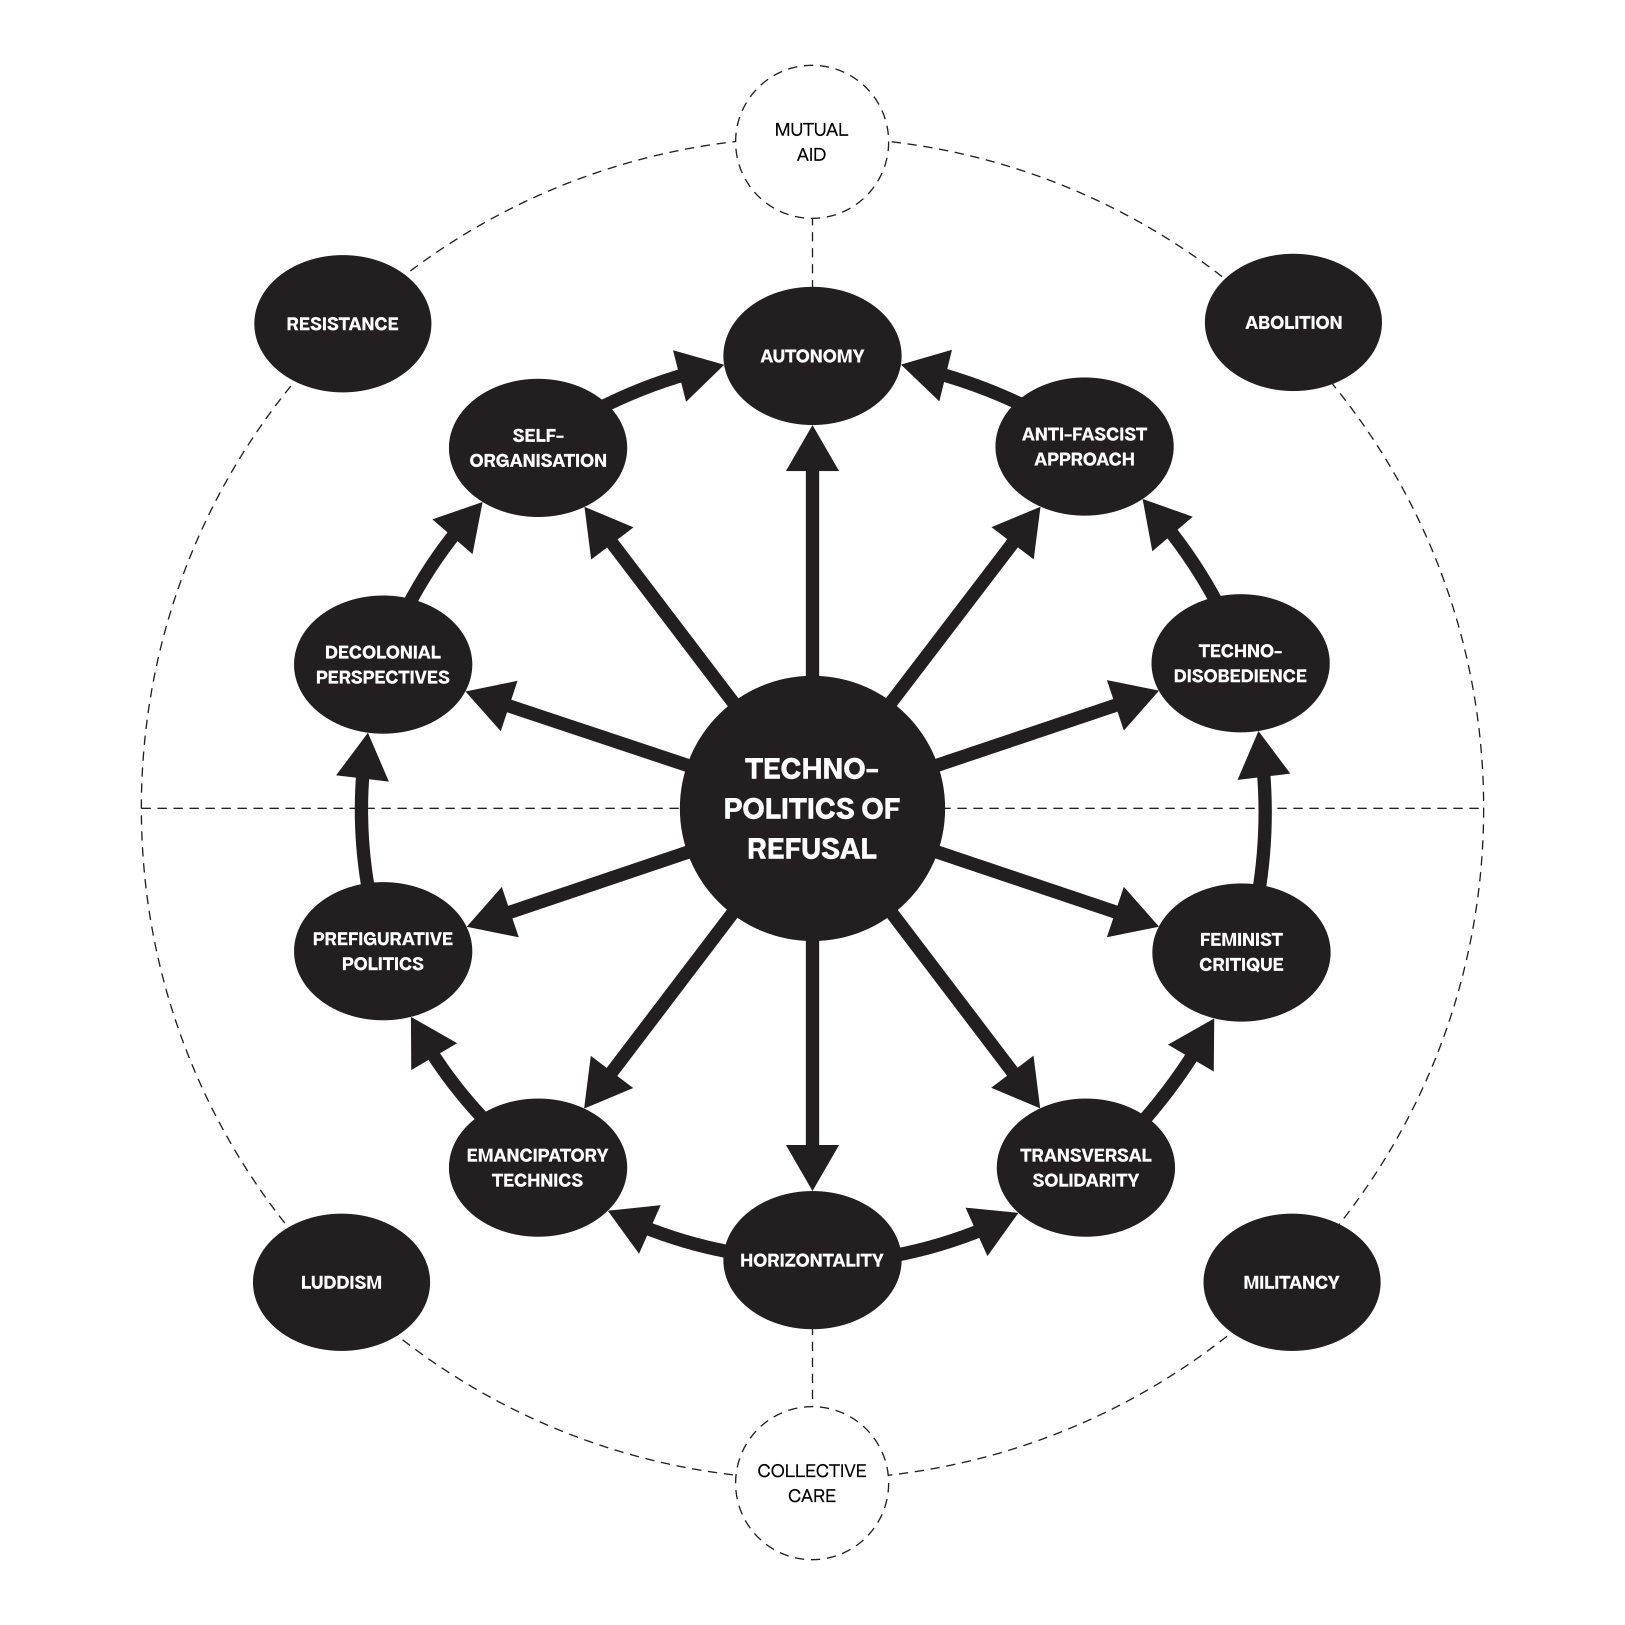 MUTUAL
AID
RESISTANCE
ABOLITION
AUTONOMY
SELF-
ORGANISATION
ANTI-FASCIST
APPROACH
DECOLONIAL
PERSPECTIVES
TECHNO-
DISOBEDIENCE
TECHNO-
POLITICS OF
REFUSAL
PREFIGURATIVE
POLITICS
FEMINIST
CRITIQUE
EMANCIPATORY
TECHNICS
TRANSVERSAL
SOLIDARITY
HORIZONTALITY
LUDDISM
MILITANCY
COLLECTIVE
CARE